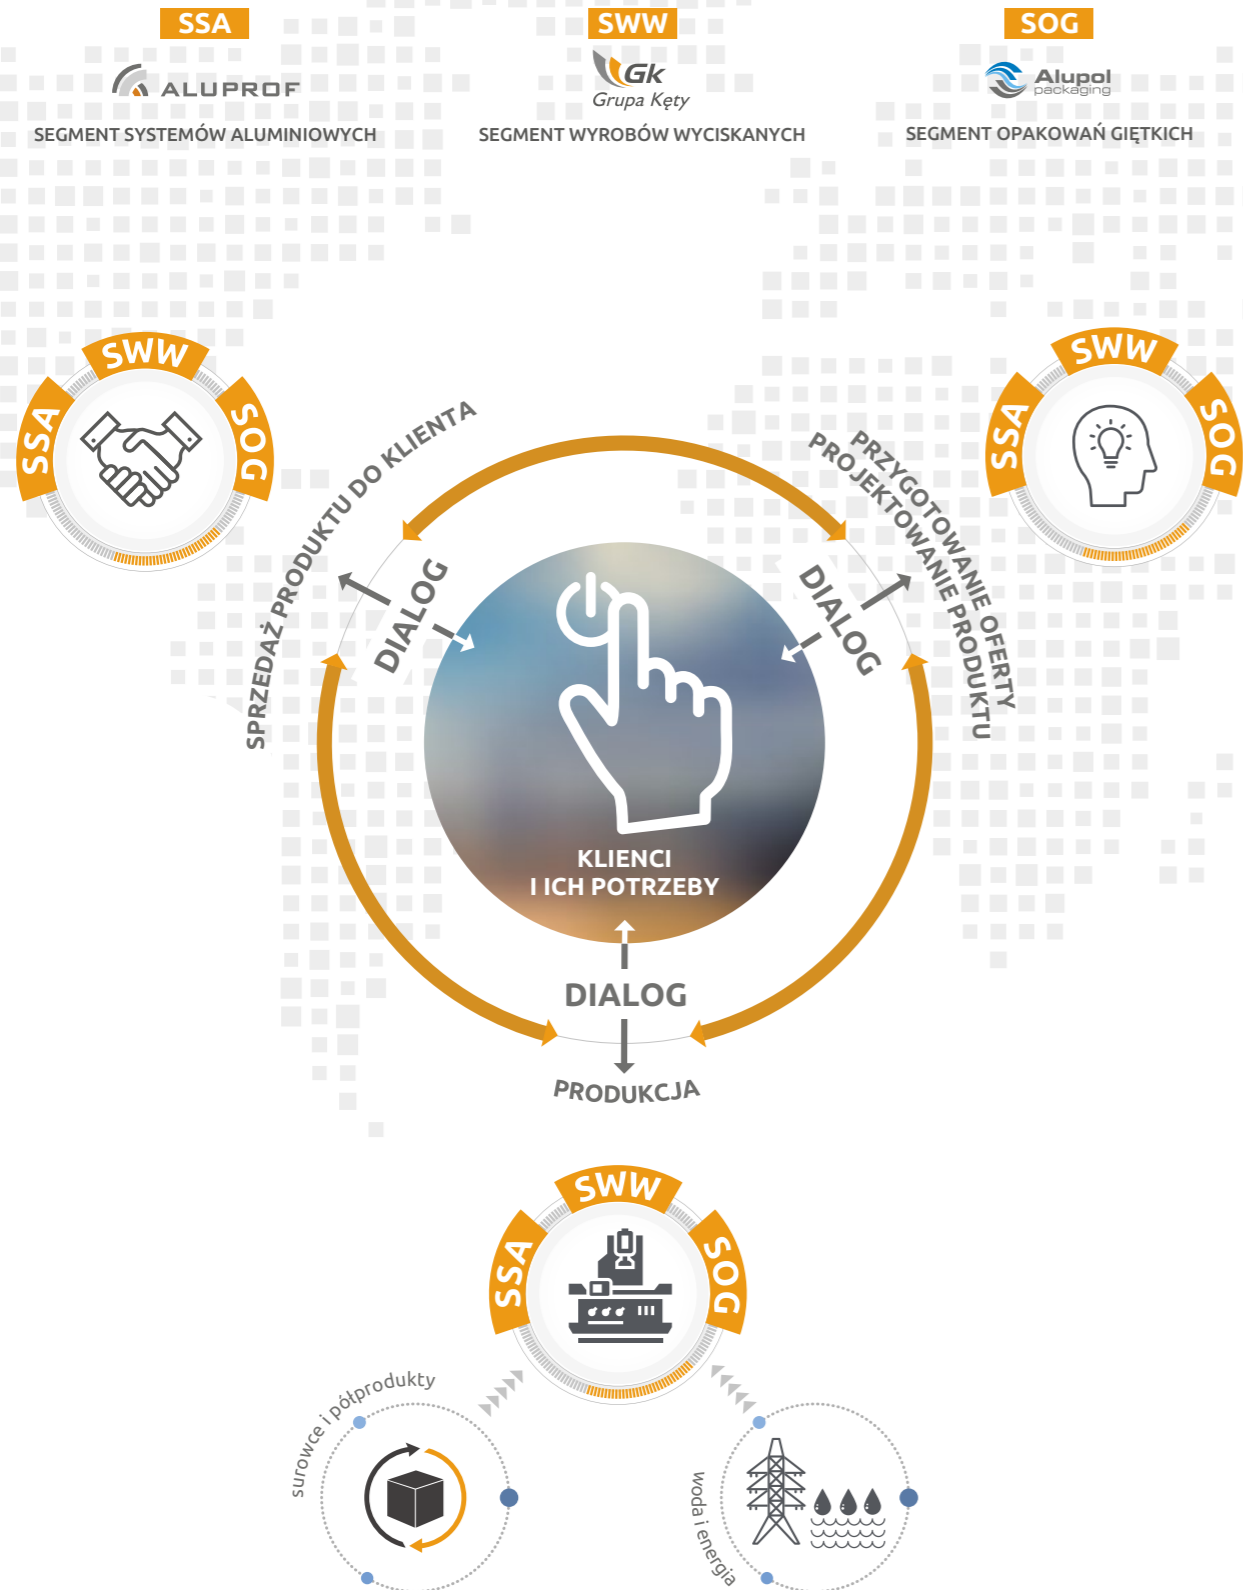 SSA
SWW
SOG
ALUPROF
Gk
Grupa Kęty
Alupol
packaging
SEGMENT SYSTEMÓW ALUMINIOWYCH
SEGMENT WYROBÓW WYCISKANYCH
SEGMENT OPAKOWAŃ GIĘTKICH
SSA
SWW
SOG
SSA
SWW
SOG
SPRZEDAŻ PRODUKTU DO KLIENTA
PRZYGOTOWANIE OFERTY
PROJEKTOWANIE PRODUKTU
DIALOG
DIALOG
KLIENCI
I ICH POTRZEBY
DIALOG
PRODUKCJA
SSA
SWW
SOG
surowce i półprodukty
woda i energia